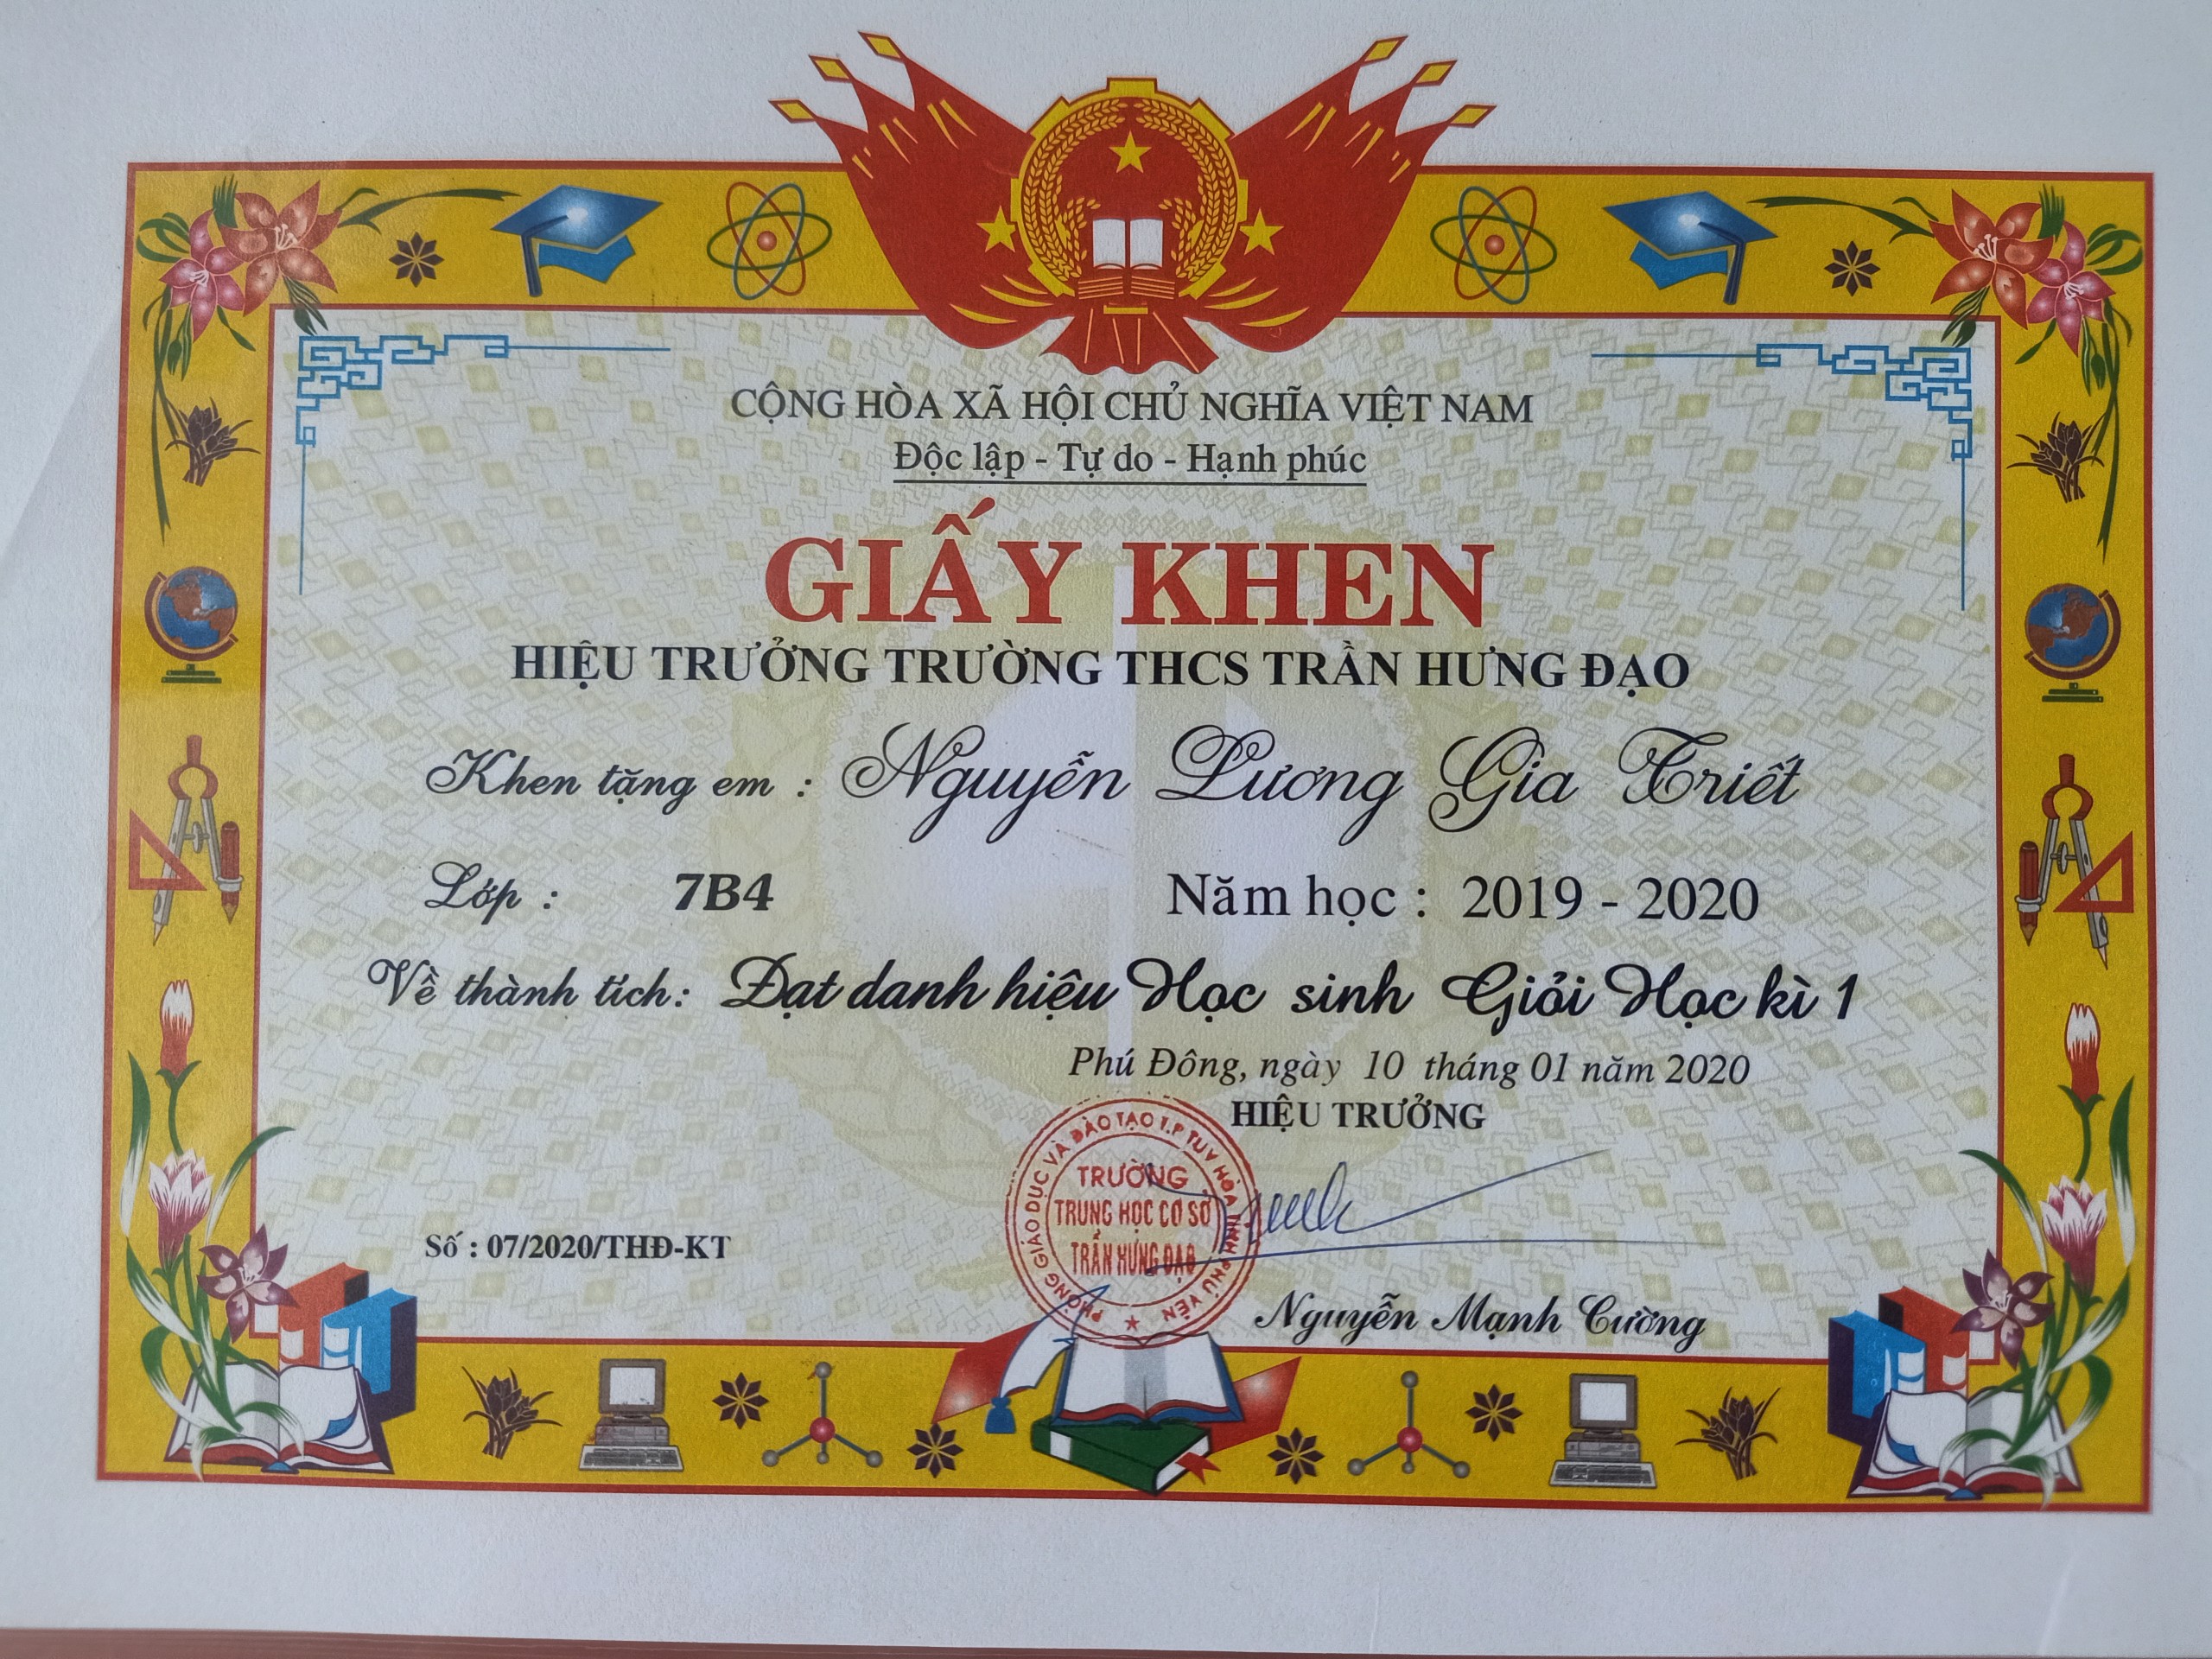 CỘNG HÒA XÃ HỘI CHỦ NGHĨA VIỆT NAM
Độc lập - Tự do - Hạnh phúc
GIẤY KHEN
HIỆU TRƯỞNG TRƯỜNG THCS TRẦN HƯNG ĐẠO
Khen tặng em : Nguyễn Lương Gia Triết
Lớp : 7B4 Năm học : 2019 - 2020
Về thành tích: Đạt danh hiệu Học sinh Giỏi Học kì 1
Phú Đông, ngày 10 tháng 01 năm 2020
HIỆU TRƯỞNG
PHÒNG GIÁO DỤC VÀ ĐÀO TẠO T.P TUY HÒA TỈNH PHÚ YÊN
TRƯỜNG
TRUNG HỌC CƠ SỞ
TRẦN HƯNG ĐẠO
Số : 07/2020/THĐ-KT
Nguyễn Mạnh Cường